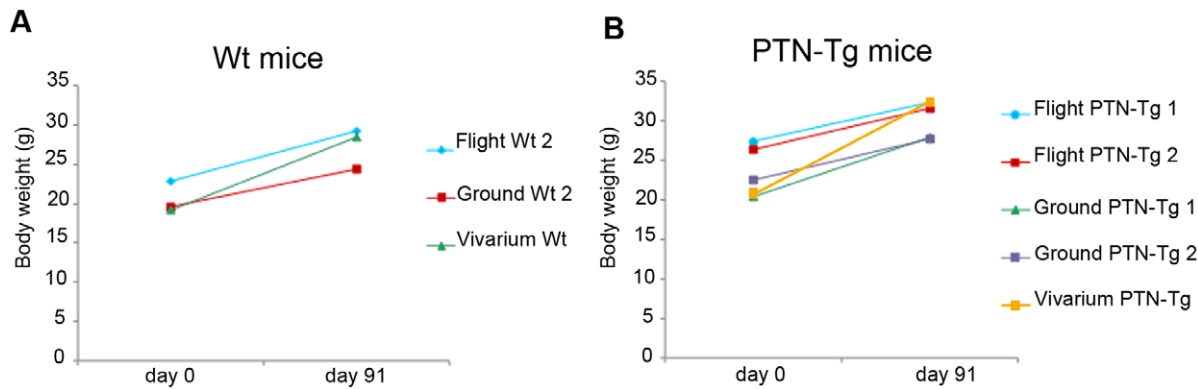 A
Wt mice
Body weight (g)
35
30
25
20
15
10
5
0
day 0
day 91
Flight Wt 2
Ground Wt 2
Vivarium Wt
B
PTN-Tg mice
Body weight (g)
35
30
25
20
15
10
5
0
day 0
day 91
Flight PTN-Tg 1
Flight PTN-Tg 2
Ground PTN-Tg 1
Ground PTN-Tg 2
Vivarium PTN-Tg